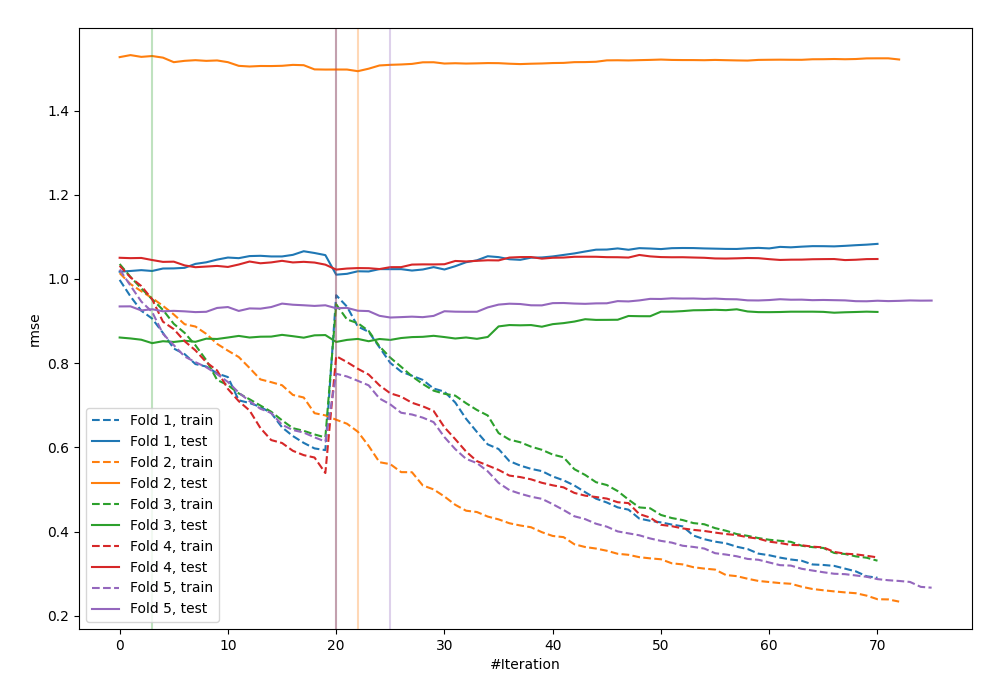 1.4
1.2
1.0
0.8
0.6
0.4
0.2
rmse
Fold 1, train
Fold 1, test
Fold 2, train
Fold 2, test
Fold 3, train
Fold 3, test
Fold 4, train
Fold 4, test
Fold 5, train
Fold 5, test
0 10 20 30 40 50 60 70
#Iteration